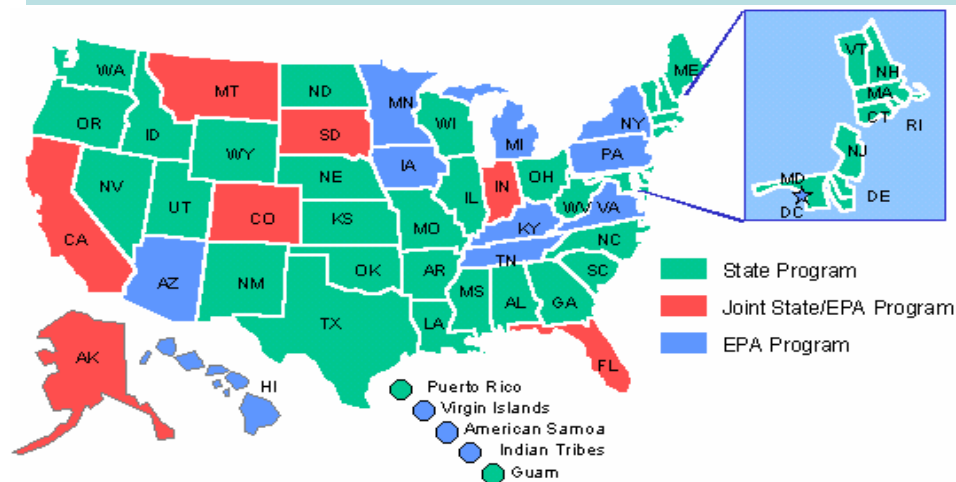 WA
MT
ND
MN
ME
VT
NH
MA
CT
RI
NJ
MD
DC
DE
OR
ID
WY
SD
WI
MI
NY
IA
PA
NV
UT
CO
NE
KS
IL
IN
OH
WV
VA
MO
KY
CA
AZ
NM
OK
AR
TN
NC
SC
TX
LA
MS
AL
GA
FL
AK
HI
State Program
Joint State/EPA Program
EPA Program
Puerto Rico
Virgin Islands
American Samoa
Indian Tribes
Guam